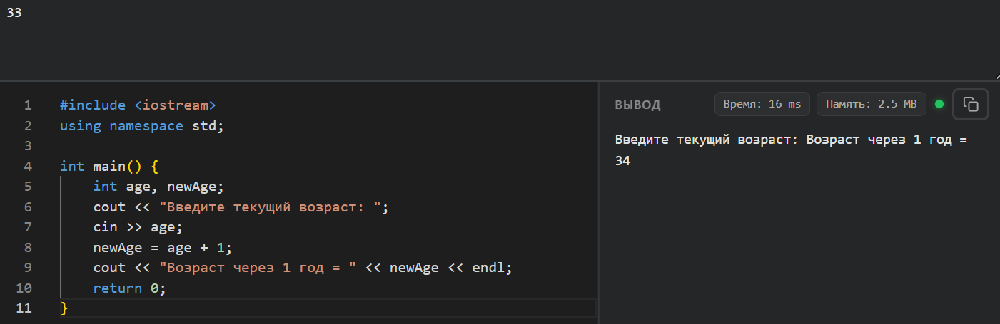 33
1 #include <iostream>
2 using namespace std;
3
4 int main() {
5 int age, newAge;
6 cout << "Введите текущий возраст: ";
7 cin >> age;
8 newAge = age + 1;
9 cout << "Возраст через 1 год = " << newAge << endl;
10 return 0;
11 }
ВЫВОД Время: 16 ms Память: 2.5 MB
Введите текущий возраст: Возраст через 1 год =
34